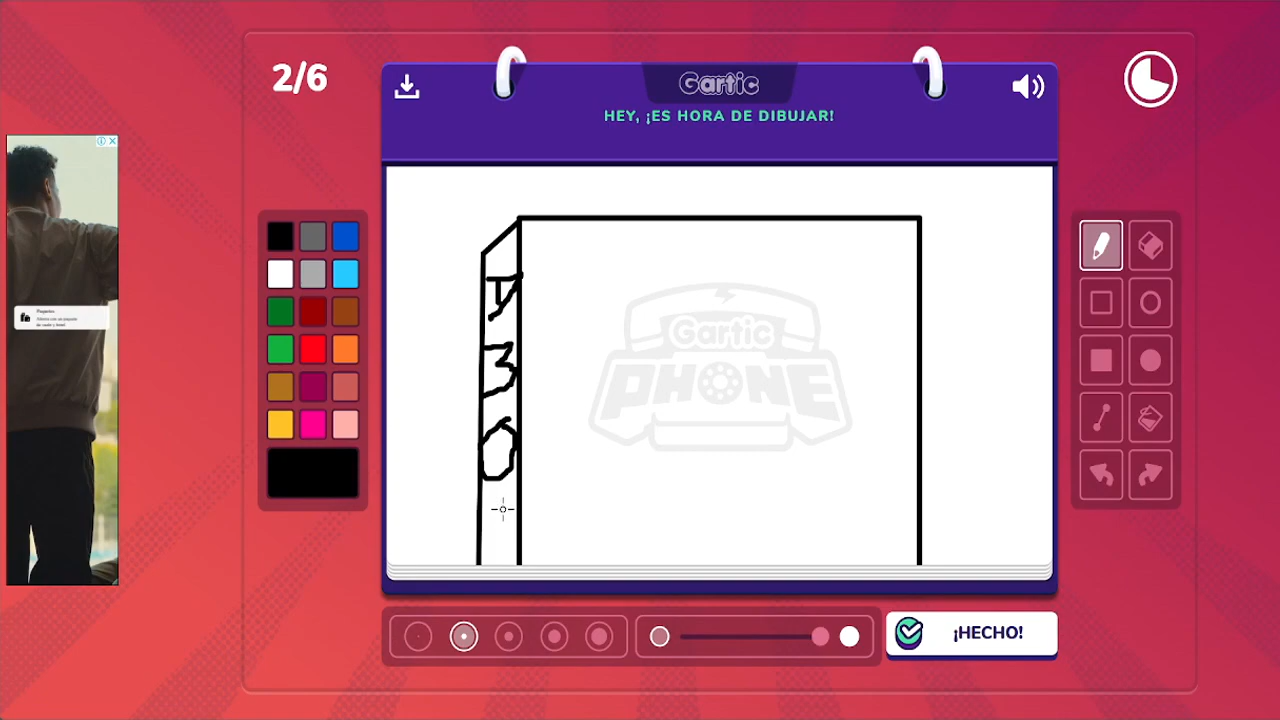 2/6
Gartic
HEY, ¡ES HORA DE DIBUJAR!
Gartic
PHONE
¡HECHO!